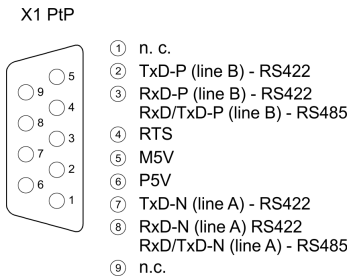 X1 PtP
5
9
4
8
3
7
2
6
1
① n. c.
② TxD-P (line B) - RS422
③ RxD-P (line B) - RS422
RxD/TxD-P (line B) - RS485
④ RTS
⑤ M5V
⑥ P5V
⑦ TxD-N (line A) - RS422
⑧ RxD-N (line A) RS422
RxD/TxD-N (line A) - RS485
⑨ n.c.